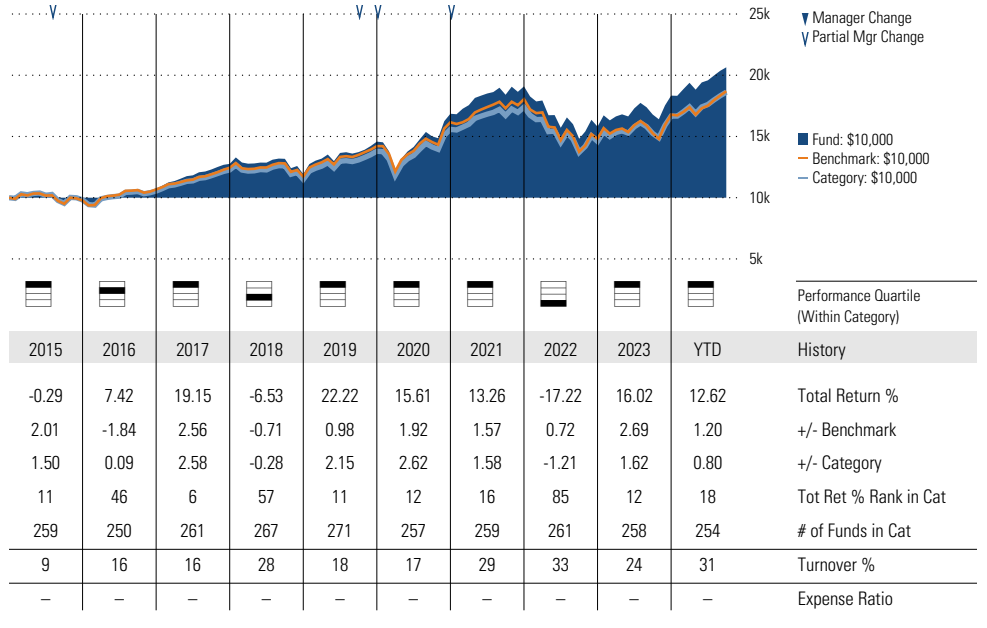 25k
Manager Change
Partial Mgr Change
20k
15k
Fund: $10,000
Benchmark: $10,000
Category: $10,000
10k
5k
Performance Quartile
(Within Category)
2015 2016 2017 2018 2019 2020 2021 2022 2023 YTD History
-0.29 7.42 19.15 -6.53 22.22 15.61 13.26 -17.22 16.02 12.62 Total Return %
2.01 -1.84 2.56 -0.71 0.98 1.92 1.57 0.72 2.69 1.20 +/- Benchmark
1.50 0.09 2.58 -0.28 2.15 2.62 1.58 -1.21 1.62 0.80 +/- Category
11 46 6 57 11 12 16 85 12 18 Tot Ret % Rank in Cat
259 250 261 267 271 257 259 261 258 254 # of Funds in Cat
9 16 16 28 18 17 29 33 24 31 Turnover %
– – – – – – – – – – Expense Ratio